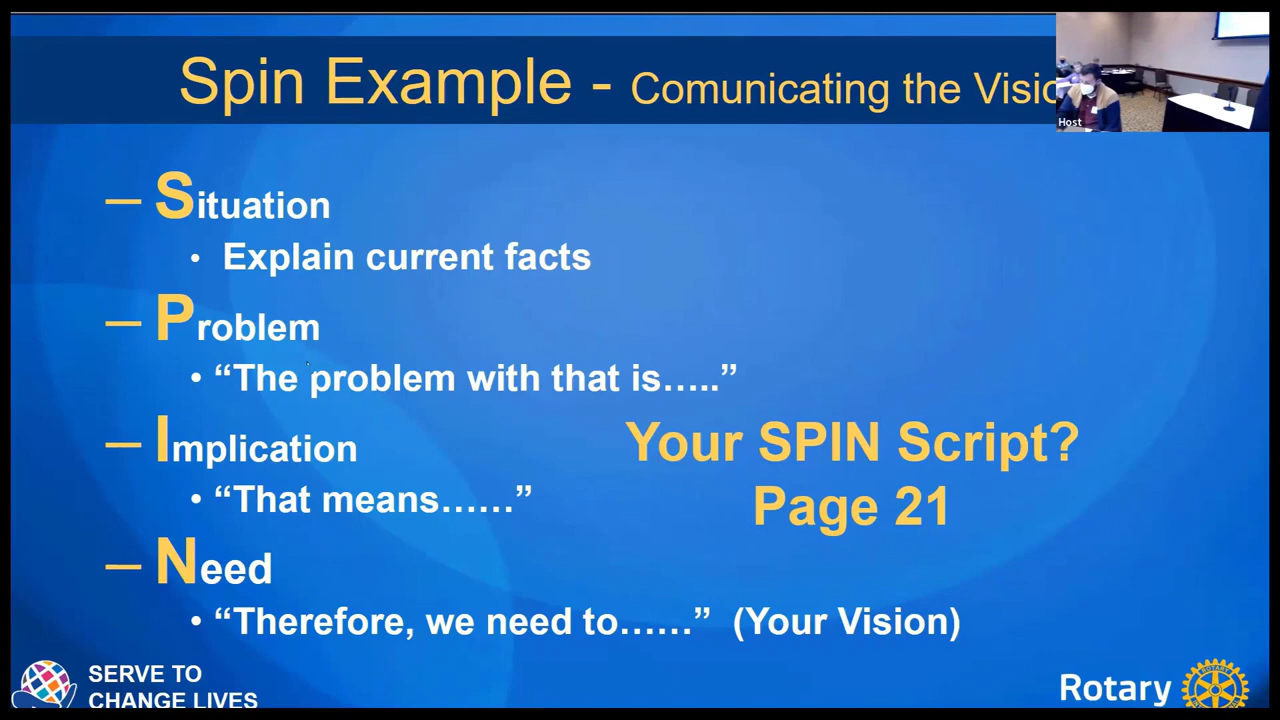 Spin Example - Comunicating the Visio
Host
– Situation
• Explain current facts
– Problem
• “The problem with that is…..”
– Implication
• “That means……”
Your SPIN Script?
Page 21
– Need
• “Therefore, we need to……” (Your Vision)
SERVE TO
CHANGE LIVES
Rotary